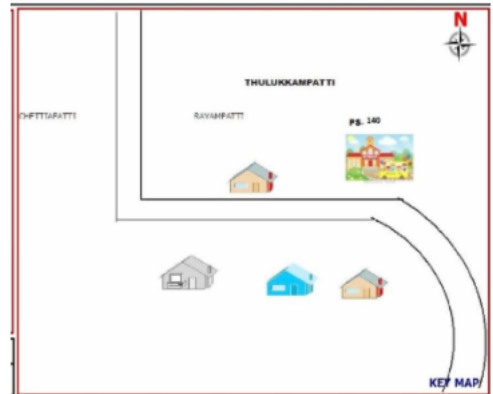 N
THULUKKAMPATTI
CHETTIAPATTI
RAYAMPATTI
PS. 140
KEY MAP